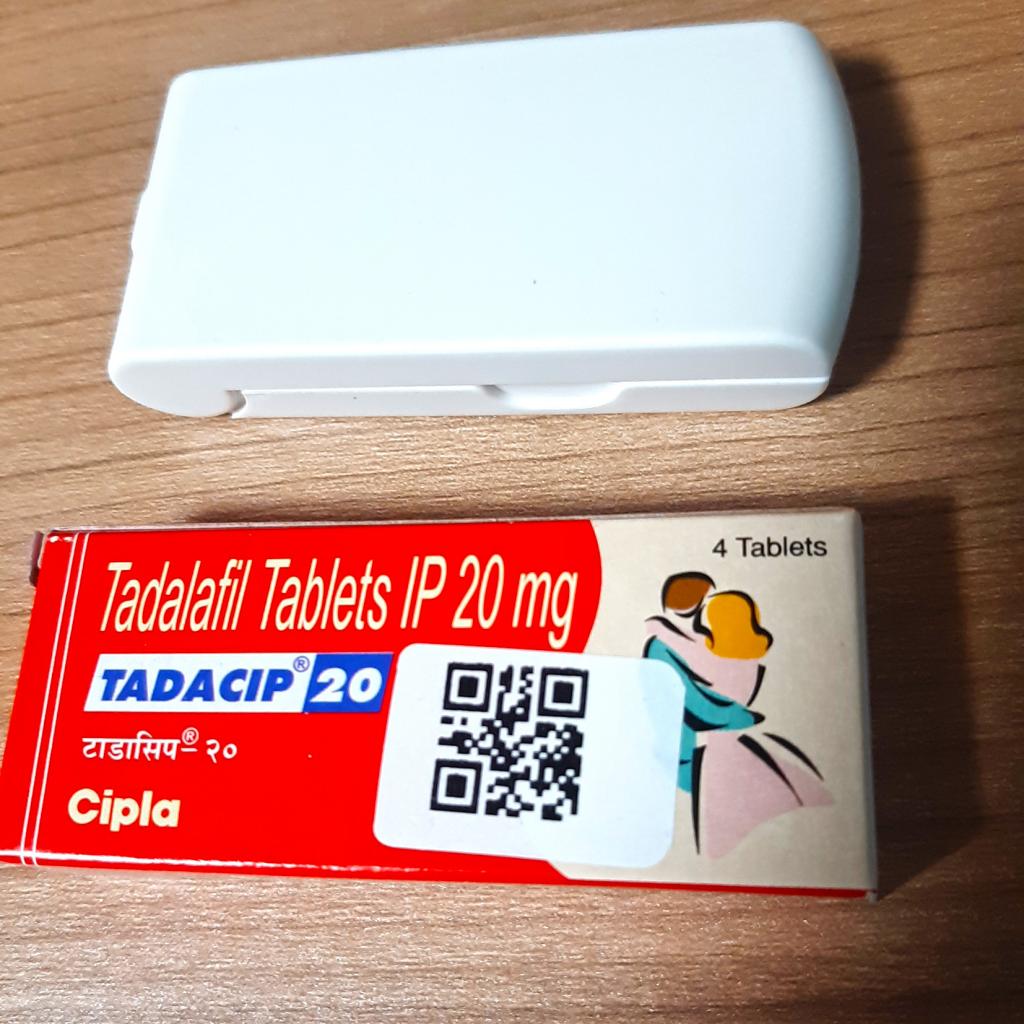 Tadalafil Tablets IP 20 mg
4 Tablets
TADACIP® 20
टाडासिप® २०
Cipla